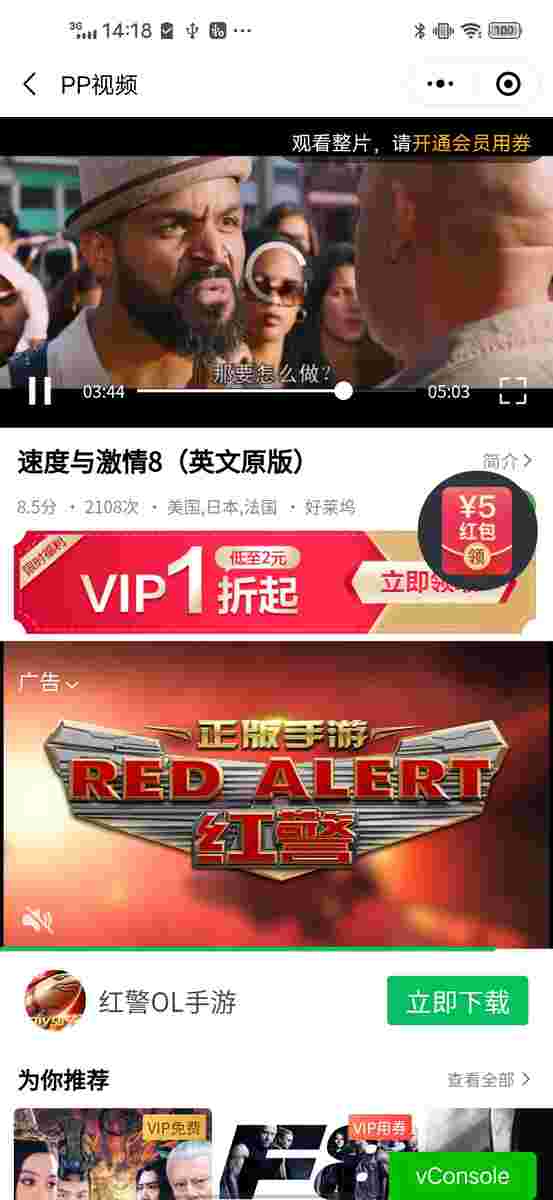 3G 14:18 100
PP视频
观看整片，请开通会员用券
那要怎么做?
03:44 05:03
速度与激情8（英文原版）
简介
8.5分 · 2108次 · 美国,日本,法国 · 好莱坞
¥5
红包
领
限时福利
VIP1折起
低至2元
立即领
广告
正版手游
RED ALERT
红警
红警OL手游
立即下载
为你推荐
查看全部
VIP免费
VIP用券
F8
vConsole